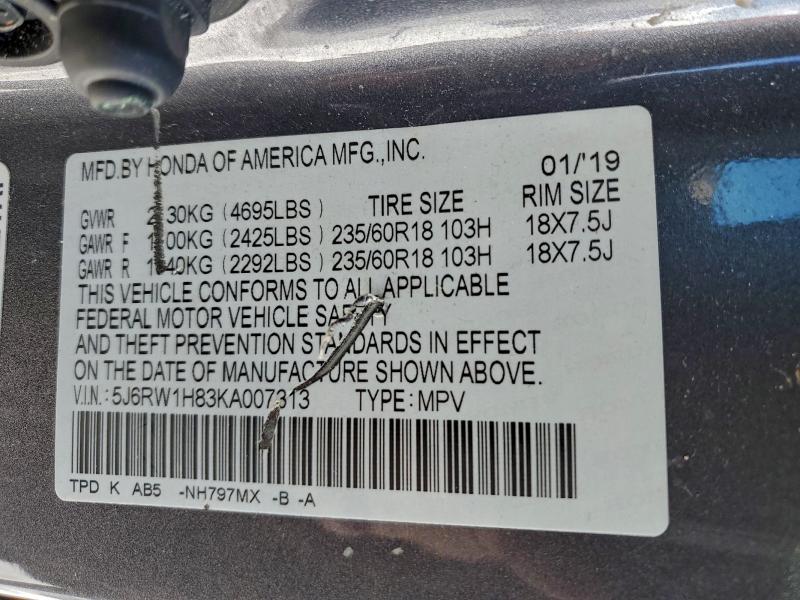 MFD. BY HONDA OF AMERICA MFG., INC. 01/'19
GVWR (4695LBS) TIRE SIZE RIM SIZE
GAWR F (2425LBS) 235/60R18 103H 18X7.5J
GAWR R (2292LBS) 235/60R18 103H 18X7.5J
THIS VEHICLE CONFORMS TO ALL APPLICABLE
FEDERAL MOTOR VEHICLE SAFETY
AND THEFT PREVENTION STANDARDS IN EFFECT
ON THE DATE OF MANUFACTURE SHOWN ABOVE.
V.I.N.: 5J6RW1H83KA007313 TYPE: MPV
TPD K AB5 -NH797MX -B -A